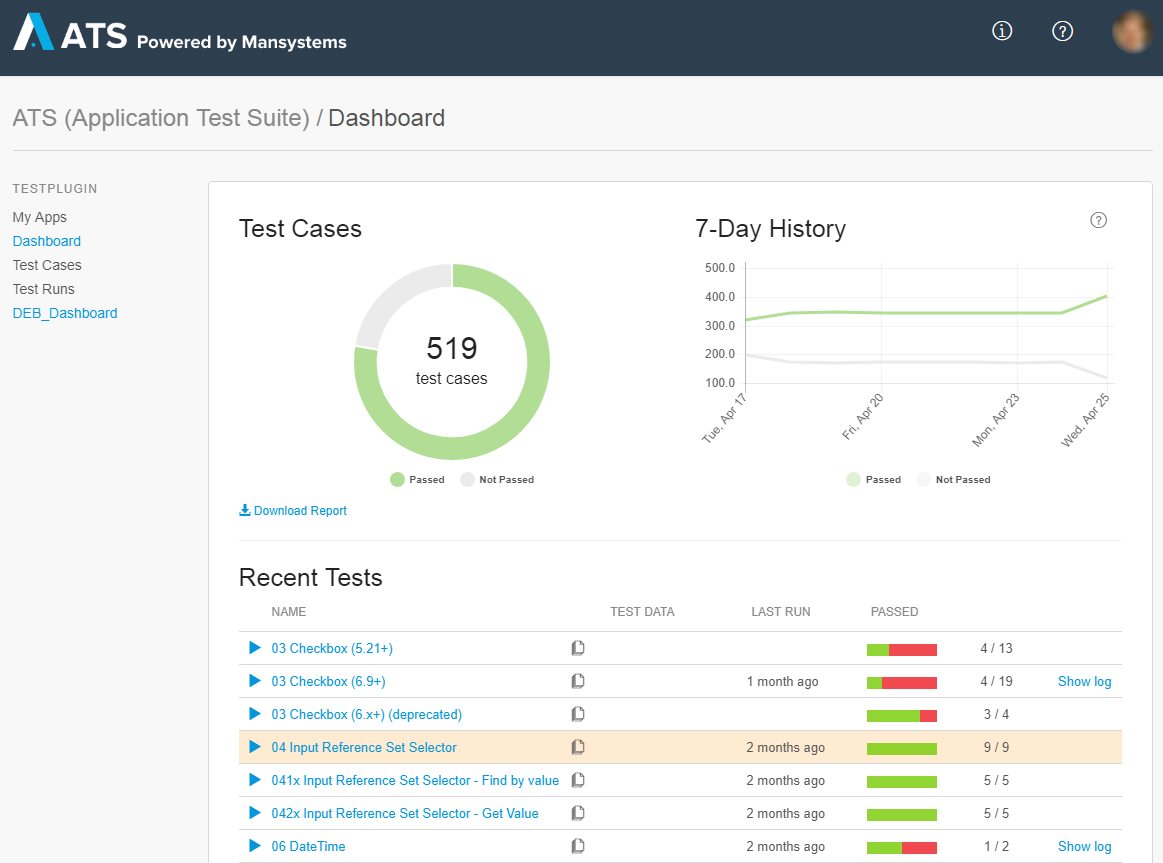 ATS Powered by Mansystems
ATS (Application Test Suite) / Dashboard
TESTPLUGIN
My Apps
Dashboard
Test Cases
Test Runs
DEB_Dashboard
Test Cases
519
test cases
Passed Not Passed
Download Report
7-Day History
500.0
400.0
300.0
200.0
100.0
Tue, Apr 17
Fri, Apr 20
Mon, Apr 23
Wed, Apr 25
Passed Not Passed
Recent Tests
NAME TEST DATA LAST RUN PASSED
03 Checkbox (5.21+) 4 / 13
03 Checkbox (6.9+) 1 month ago 4 / 19 Show log
03 Checkbox (6.x+) (deprecated) 3 / 4
04 Input Reference Set Selector 2 months ago 9 / 9
041x Input Reference Set Selector - Find by value 2 months ago 5 / 5
042x Input Reference Set Selector - Get Value 2 months ago 5 / 5
06 DateTime 2 months ago 1 / 2 Show log